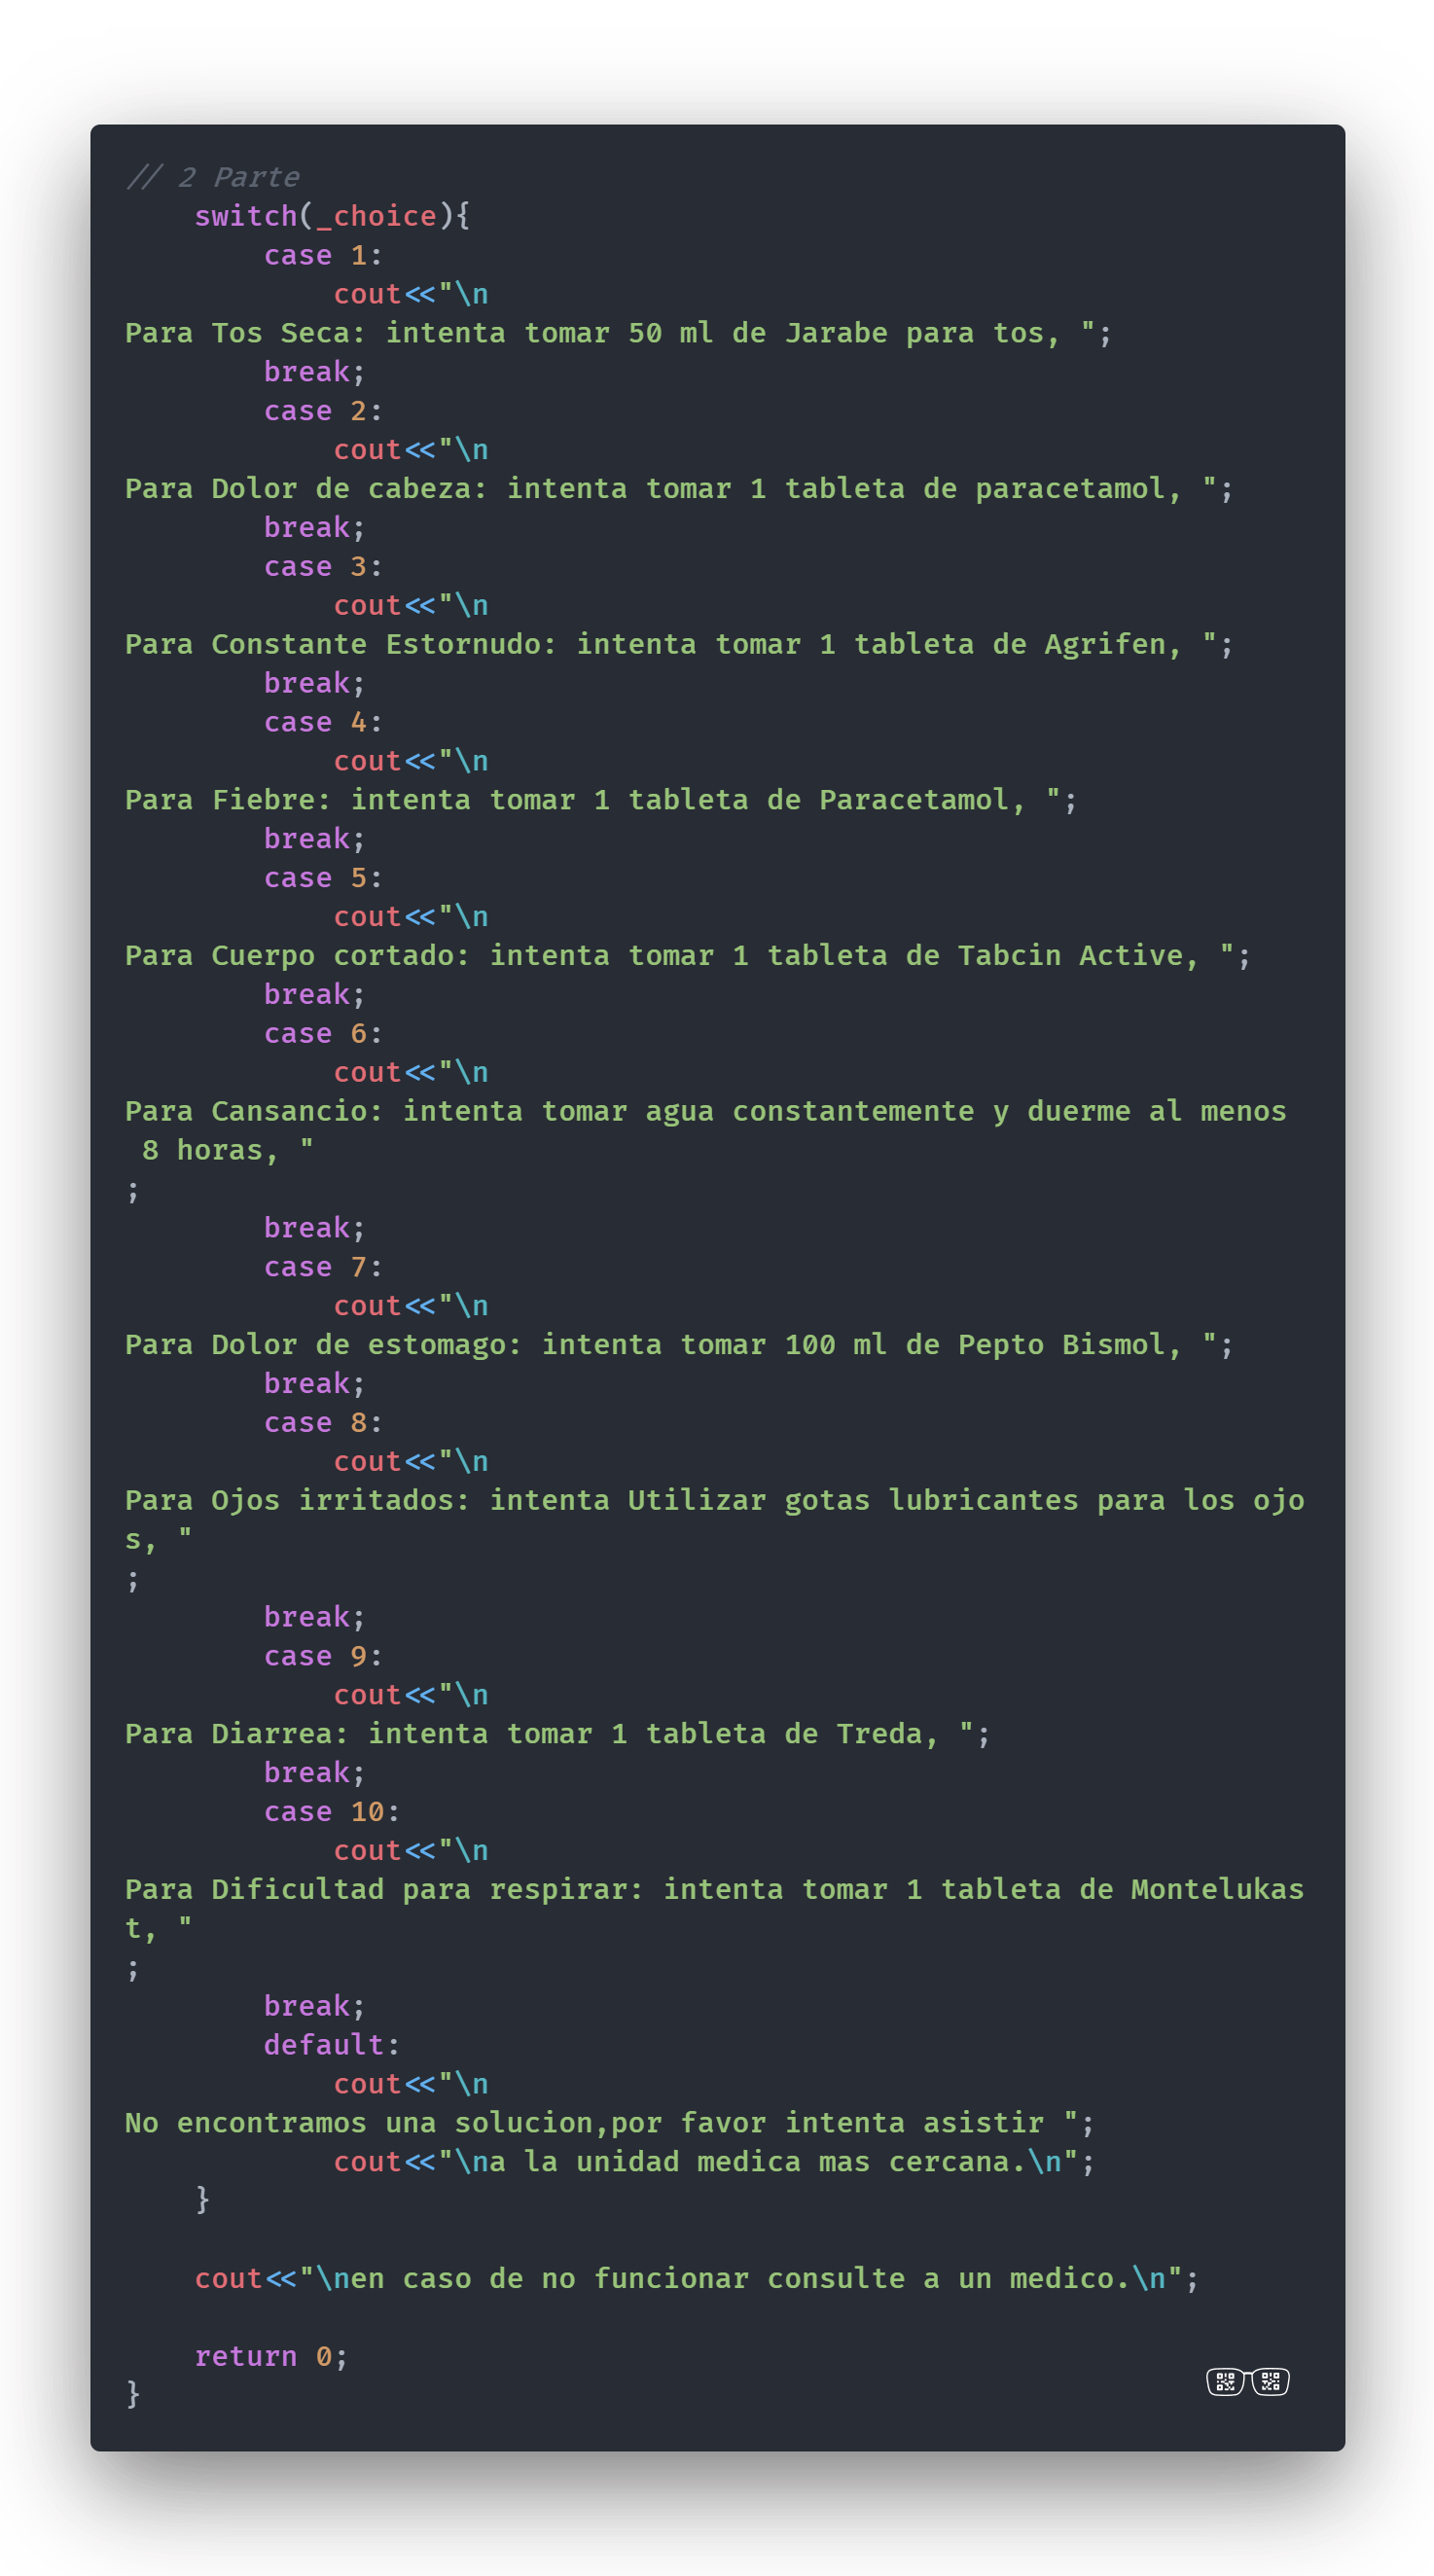 // 2 Parte
    switch(_choice){
        case 1:
            cout<<"\n
Para Tos Seca: intenta tomar 50 ml de Jarabe para tos, ";
        break;
        case 2:
            cout<<"\n
Para Dolor de cabeza: intenta tomar 1 tableta de paracetamol, ";
        break;
        case 3:
            cout<<"\n
Para Constante Estornudo: intenta tomar 1 tableta de Agrifen, ";
        break;
        case 4:
            cout<<"\n
Para Fiebre: intenta tomar 1 tableta de Paracetamol, ";
        break;
        case 5:
            cout<<"\n
Para Cuerpo cortado: intenta tomar 1 tableta de Tabcin Active, ";
        break;
        case 6:
            cout<<"\n
Para Cansancio: intenta tomar agua constantemente y duerme al menos
 8 horas, "
;
        break;
        case 7:
            cout<<"\n
Para Dolor de estomago: intenta tomar 100 ml de Pepto Bismol, ";
        break;
        case 8:
            cout<<"\n
Para Ojos irritados: intenta Utilizar gotas lubricantes para los ojo
s, "
;
        break;
        case 9:
            cout<<"\n
Para Diarrea: intenta tomar 1 tableta de Treda, ";
        break;
        case 10:
            cout<<"\n
Para Dificultad para respirar: intenta tomar 1 tableta de Montelukas
t, "
;
        break;
        default:
            cout<<"\n
No encontramos una solucion,por favor intenta asistir ";
            cout<<"\na la unidad medica mas cercana.\n";
    }

    cout<<"\nen caso de no funcionar consulte a un medico.\n";

    return 0;
}